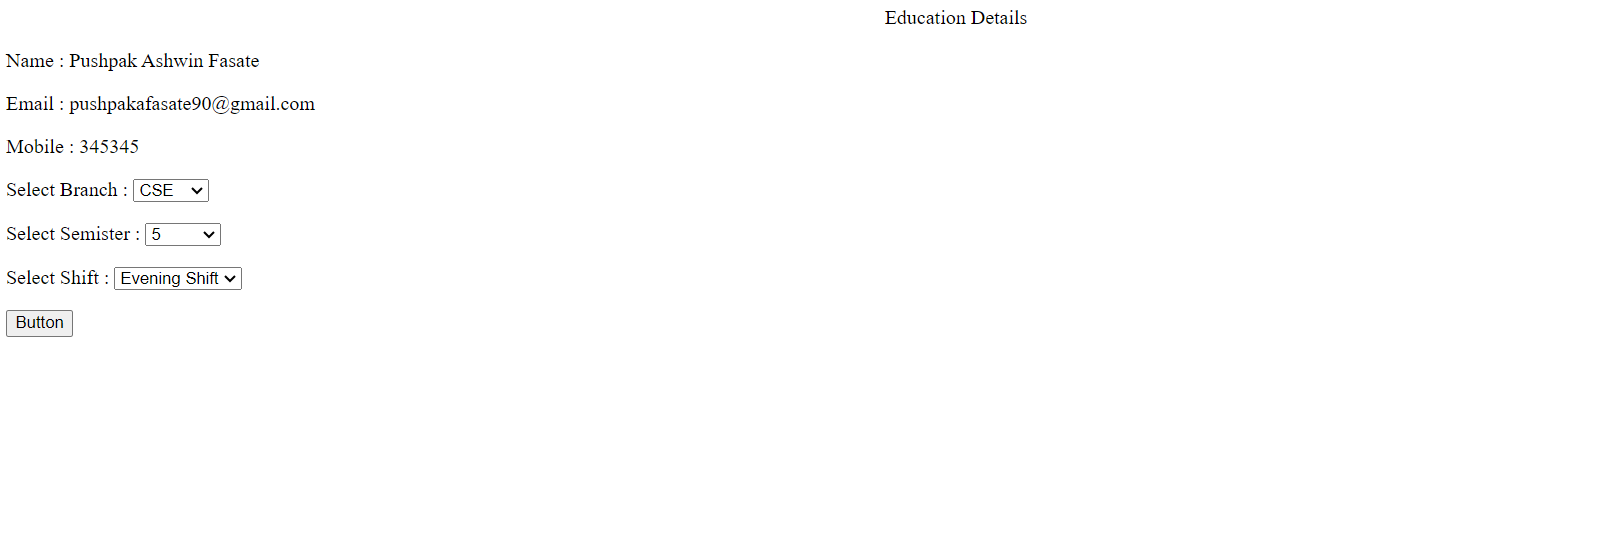 Education Details
Name : Pushpak Ashwin Fasate
Email : pushpakafasate90@gmail.com
Mobile : 345345
Select Branch : CSE
Select Semister : 5
Select Shift : Evening Shift
Button